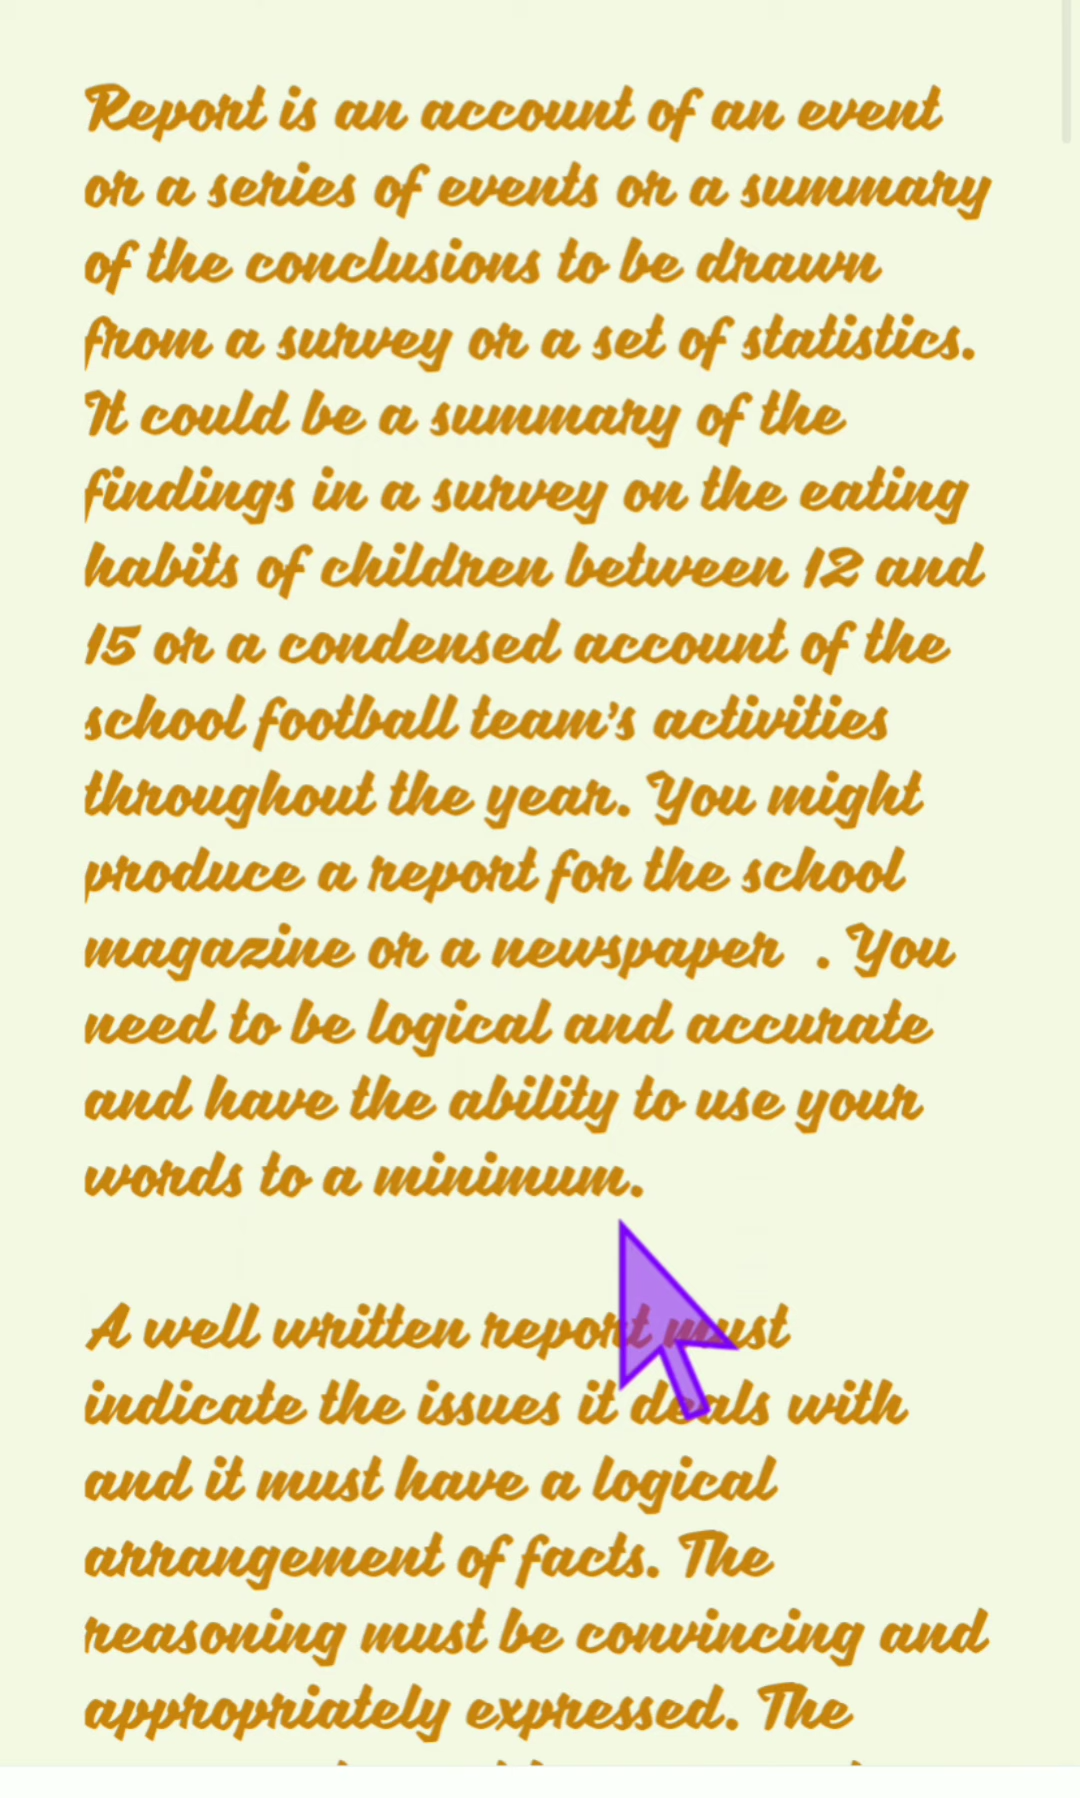 Report is an account of an event
or a series of events or a summary
of the conclusions to be drawn
from a survey or a set of statistics.
It could be a summary of the
findings in a survey on the eating
habits of children between 12 and
15 or a condensed account of the
school football team's activities
throughout the year. You might
produce a report for the school
magazine or a newspaper . You
need to be logical and accurate
and have the ability to use your
words to a minimum.
A well written report must
indicate the issues it deals with
and it must have a logical
arrangement of facts. The
reasoning must be convincing and
appropriately expressed. The